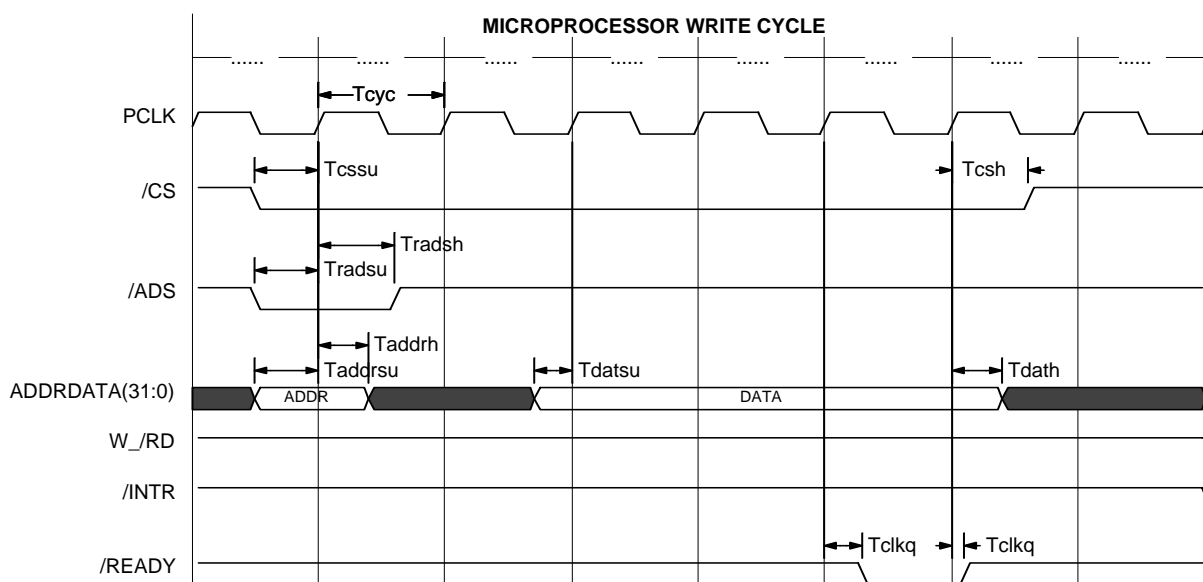 MICROPROCESSOR WRITE CYCLE
...... ...... ...... ...... ...... ...... ...... ......
Tcyc
PCLK
Tcssu
Tcsh
/CS
Tradsh
Tradsu
/ADS
Taddrh
Taddrsu
Tdatsu
Tdath
ADDRDATA(31:0)
ADDR
DATA
W_/RD
/INTR
Tclkq
Tclkq
/READY